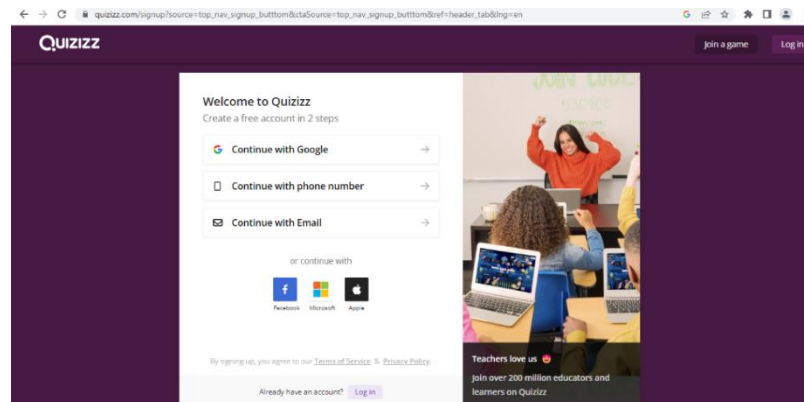 quizizz.com/signup?source=top_nav_signup_butttom&ctaSource=top_nav_signup_butttom&ref=header_tab&lng=en
QUIZIZZ
Join a game
Log in
Welcome to Quizizz
Create a free account in 2 steps
Continue with Google
Continue with phone number
Continue with Email
or continue with
Facebook
Microsoft
Apple
By signing up, you agree to our Terms of Service & Privacy Policy.
Already have an account? Log in
JOIN CODE
Teachers love us
Join over 200 million educators and
learners on Quizizz